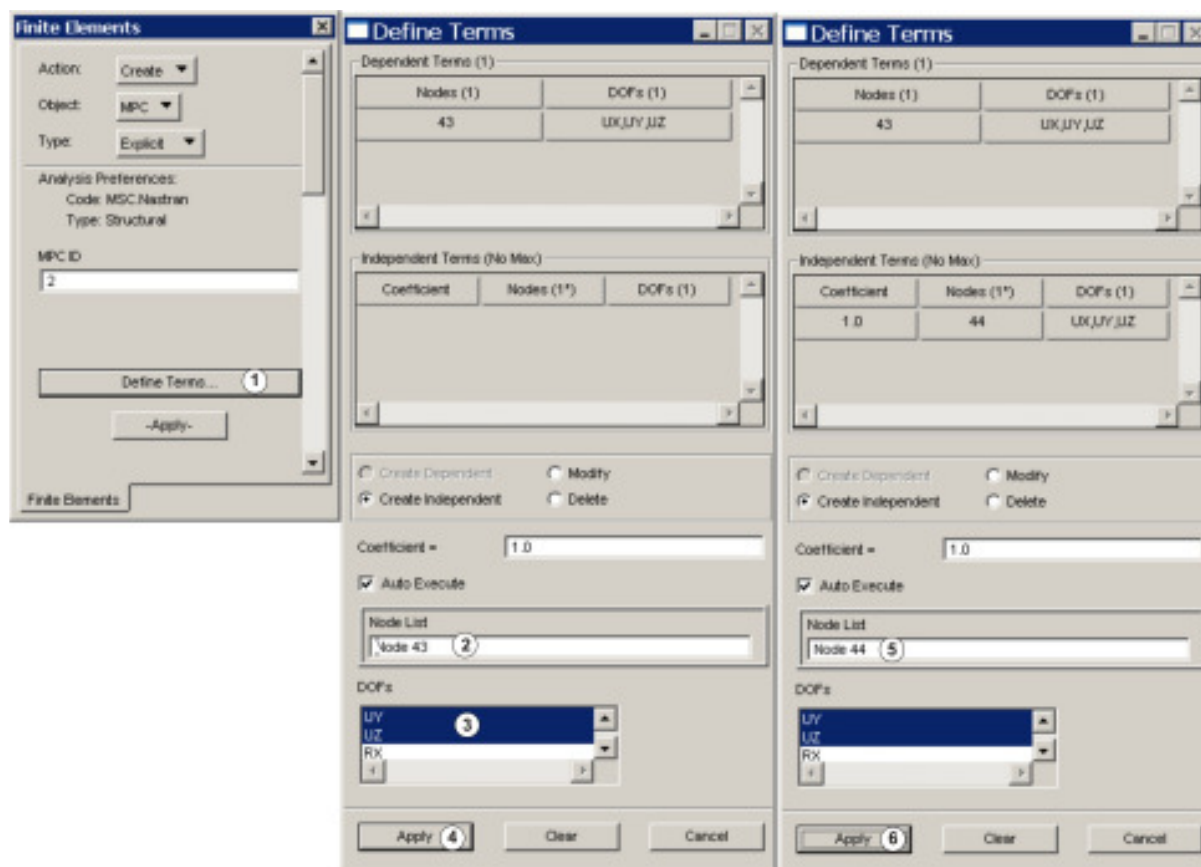 Finite Elements
Action: Create
Object: MPC
Type: Explicit
Analysis Preferences:
Code: MSC.Nastran
Type: Structural
MPC ID
2
Define Terms... 1
-Apply-
Finite Elements
Define Terms
Dependent Terms (1)
Nodes (1) DOFs (1)
43 UX,UY,UZ
Independent Terms (No Max)
Coefficient Nodes (1*) DOFs (1)
Create Dependent Modify
Create Independent Delete
Coefficient = 1.0
Auto Execute
Node List
Node 43 2
DOFs
UY
UZ
RX
3
Apply 4 Clear Cancel
Define Terms
Dependent Terms (1)
Nodes (1) DOFs (1)
43 UX,UY,UZ
Independent Terms (No Max)
Coefficient Nodes (1*) DOFs (1)
1.0 44 UX,UY,UZ
Create Dependent Modify
Create Independent Delete
Coefficient = 1.0
Auto Execute
Node List
Node 44 5
DOFs
UY
UZ
RX
Apply 6 Clear Cancel